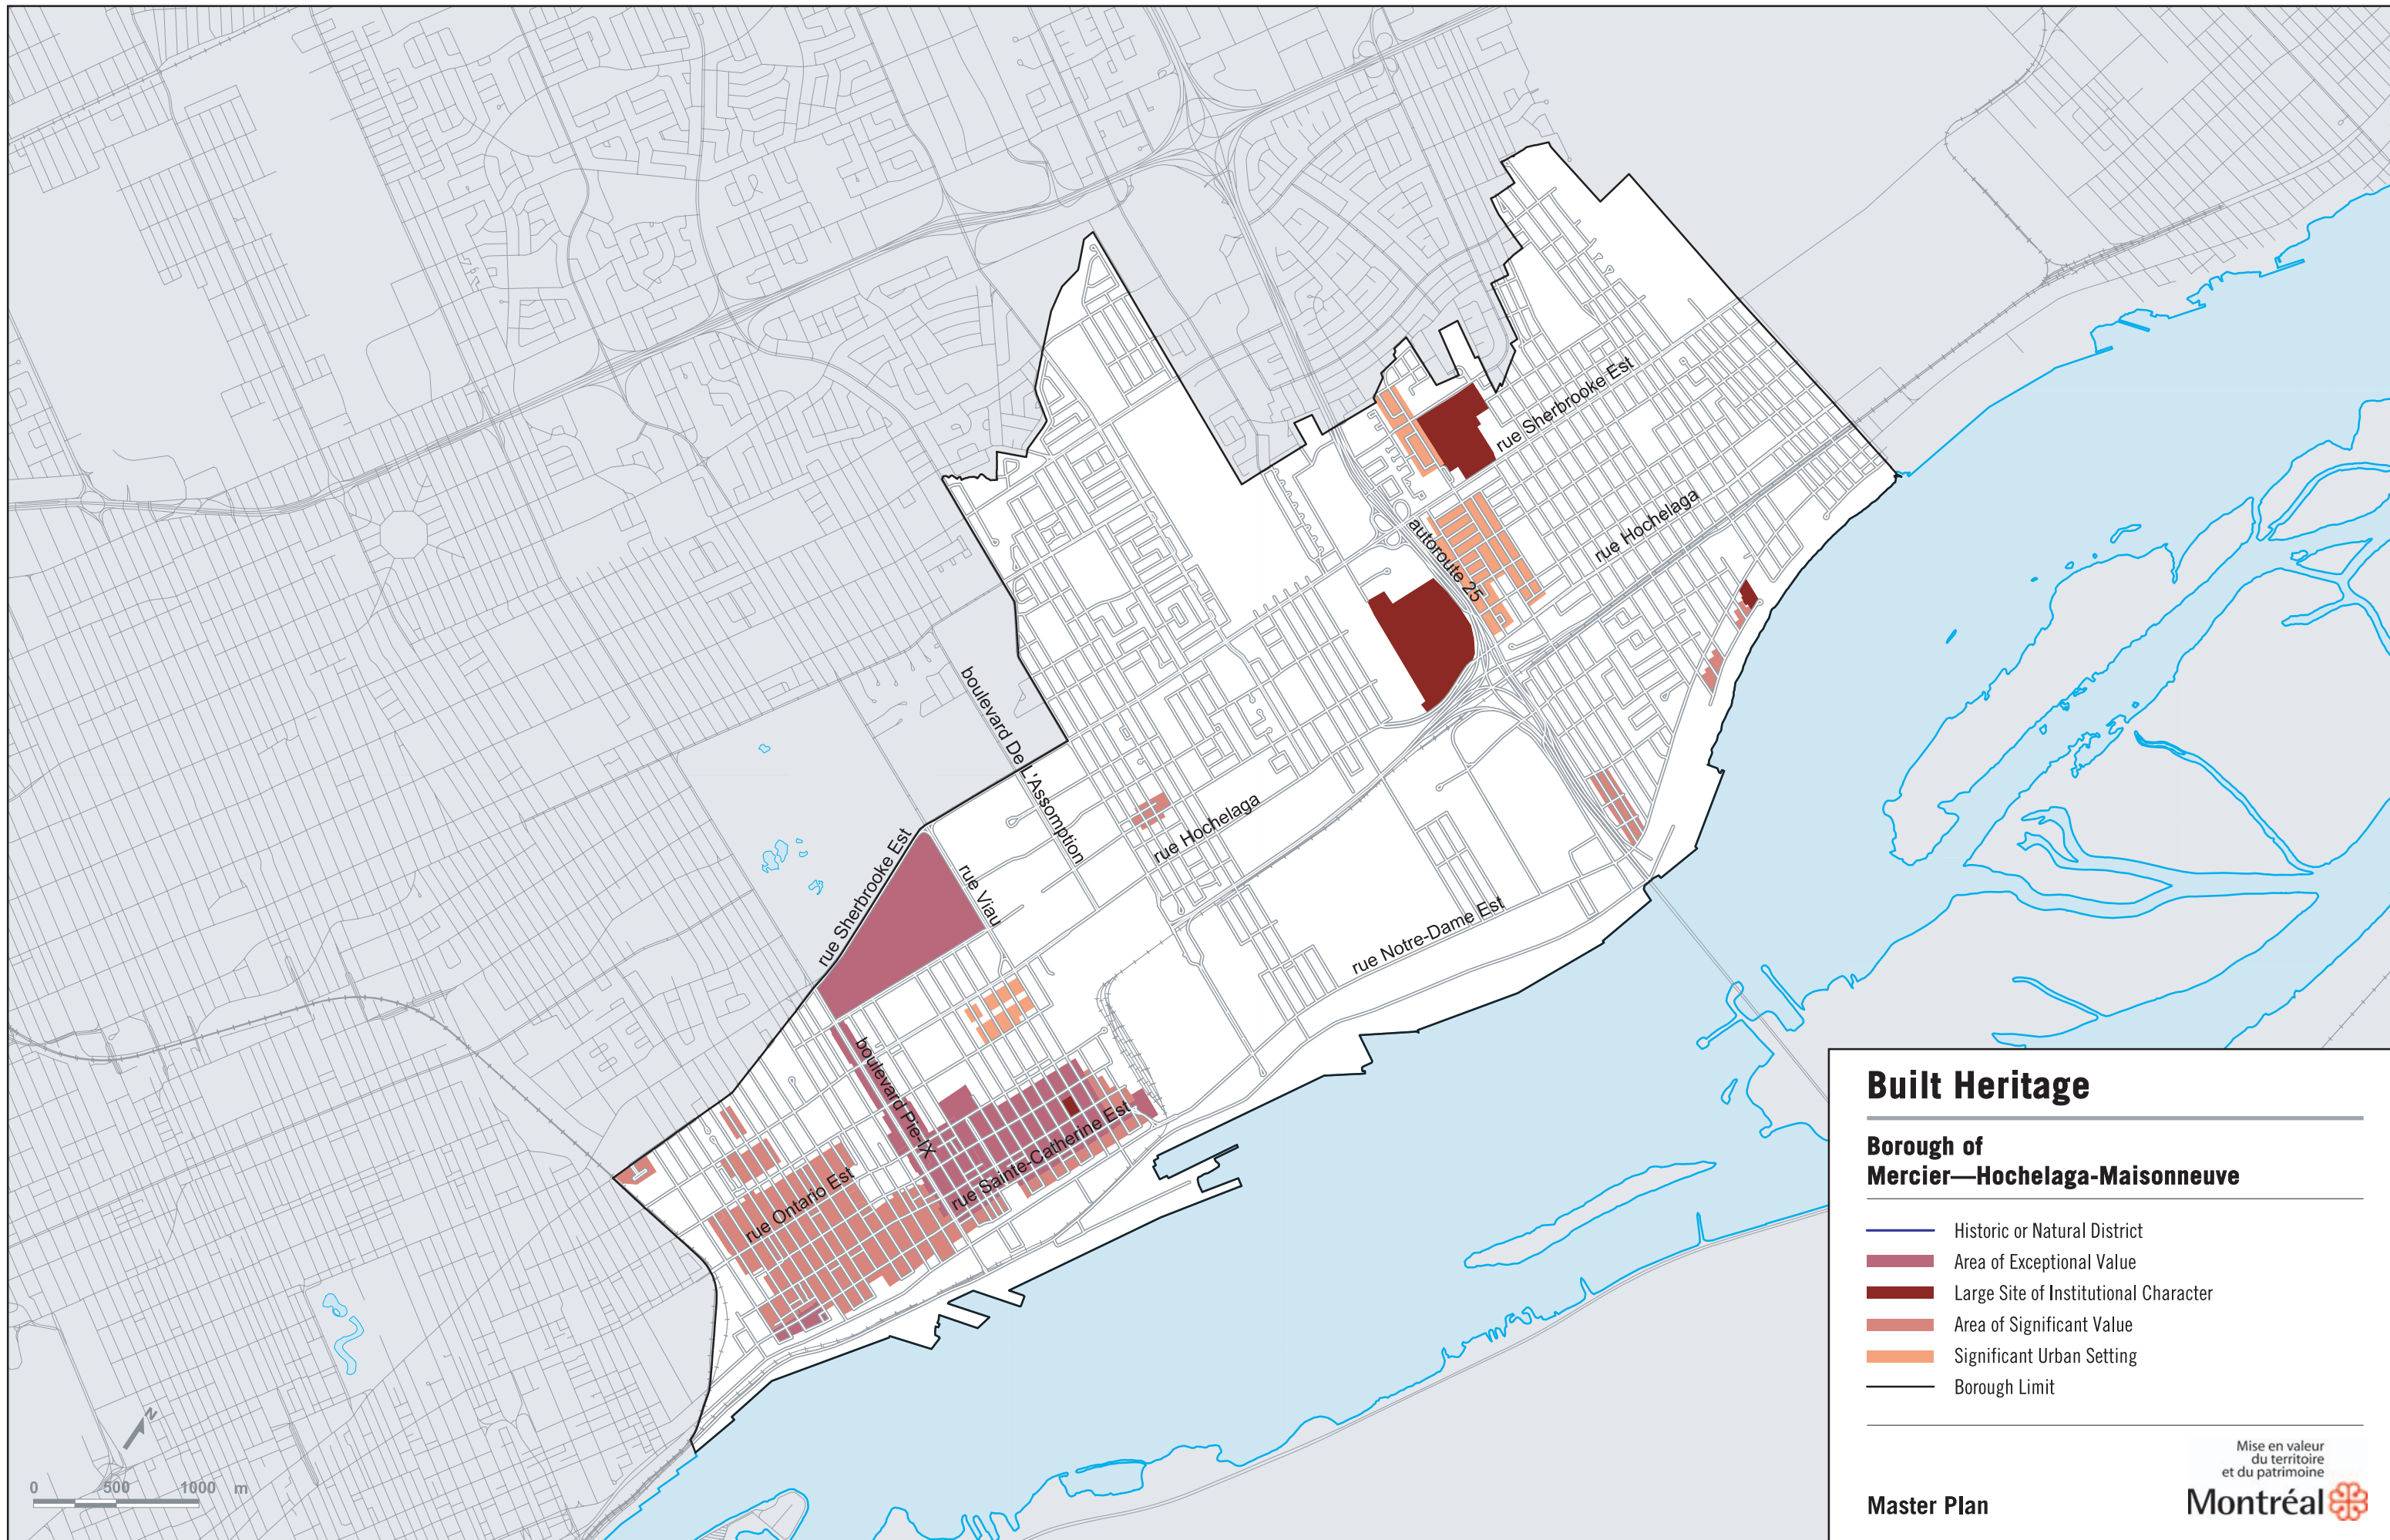 rue Sherbrooke Est
autoroute 25
rue Hochelaga
boulevard De L'Assomption
rue Hochelaga
rue Sherbrooke Est
rue Viau
rue Notre-Dame Est
boulevard Pie-IX
rue Sainte-Catherine Est
rue Ontario Est
N
0 500 1000 m
Built Heritage
Borough of
Mercier—Hochelaga-Maisonneuve
Historic or Natural District
Area of Exceptional Value
Large Site of Institutional Character
Area of Significant Value
Significant Urban Setting
Borough Limit
Master Plan
Mise en valeur
du territoire
et du patrimoine
Montréal